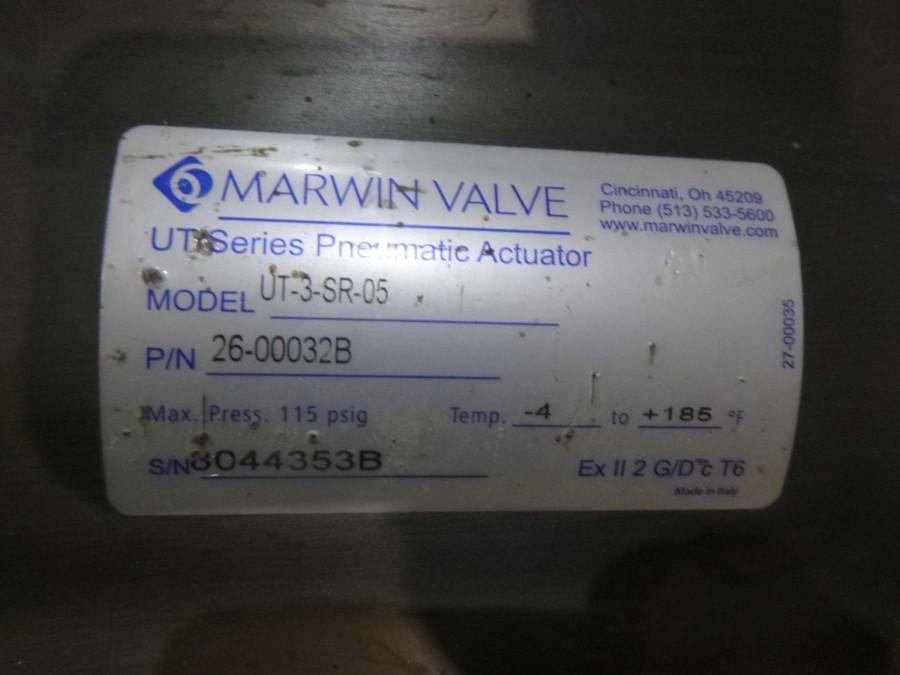 MARWIN VALVE
Cincinnati, Oh 45209
Phone (513) 533-5600
www.marwinvalve.com
UT Series Pneumatic Actuator
MODEL UT-3-SR-05
P/N 26-00032B
Max. Press. 115 psig Temp. -4 to +185 °F
S/N 8044353B
Ex II 2 G/D c T6
Made in Italy
27-00035